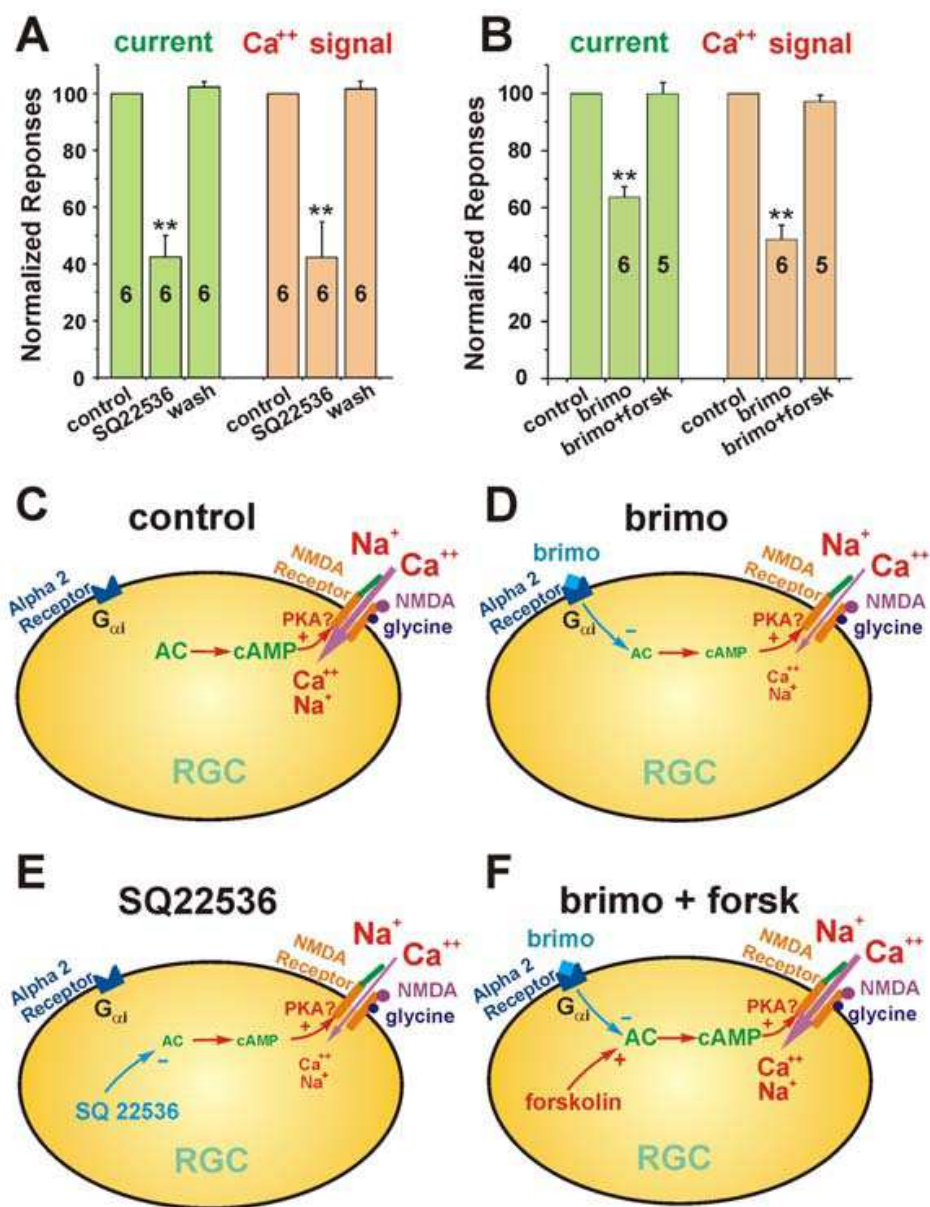 A
current Ca++ signal
Normalized Reponses
100
80
60
40
20
0
** **
6 6 6 6 6 6
control SQ22536 wash control SQ22536 wash
B
current Ca++ signal
Normalized Reponses
100
80
60
40
20
0
** **
6 5 6 5
control brimo brimo+forsk control brimo brimo+forsk
C
control
Alpha 2
Receptor
Gαi
NMDA
Receptor
Na+
Ca++
PKA?
+
NMDA
glycine
AC cAMP
Ca++
Na+
RGC
D
brimo
brimo
Alpha 2
Receptor
Gαi
–
NMDA
Receptor
Na+
Ca++
PKA?
+
NMDA
glycine
AC cAMP
Ca++
Na+
RGC
E
SQ22536
Alpha 2
Receptor
Gαi
NMDA
Receptor
Na+
Ca++
PKA?
+
NMDA
glycine
–
AC cAMP
Ca++
Na+
SQ 22536
RGC
F
brimo + forsk
brimo
Alpha 2
Receptor
Gαi
–
NMDA
Receptor
Na+
Ca++
PKA?
+
NMDA
glycine
AC cAMP
+
Ca++
Na+
forskolin
RGC